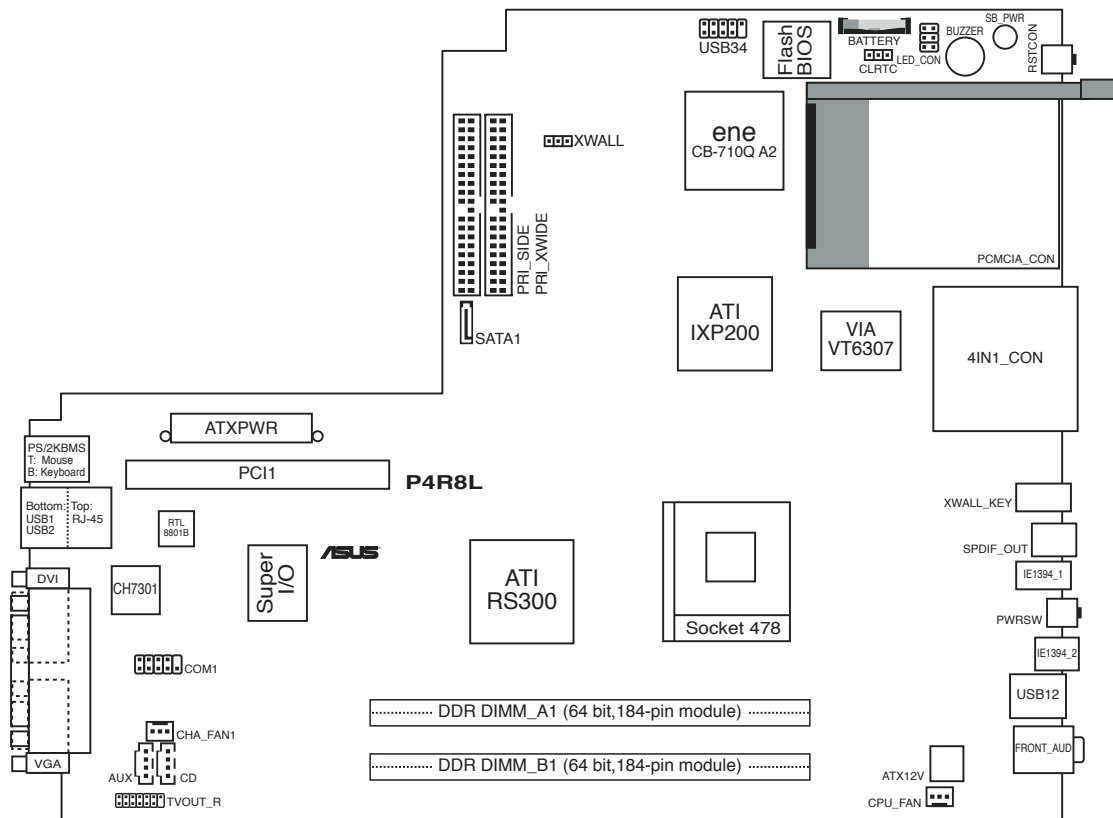 USB34
Flash
BIOS
BATTERY
CLRTC
LED_CON
BUZZER
SB_PWR
RSTCON
ene
CB-710Q A2
XWALL
PCMCIA_CON
PRI_SIDE
PRI_XWIDE
SATA1
ATI
IXP200
VIA
VT6307
4IN1_CON
ATXPWR
PS/2KBMS
T: Mouse
B: Keyboard
PCI1
P4R8L
Bottom:
USB1
USB2
Top:
RJ-45
RTL
8801B
XWALL_KEY
SPDIF_OUT
ASUS
Super
I/O
ATI
RS300
Socket 478
IE1394_1
DVI
CH7301
PWRSW
IE1394_2
COM1
USB12
DDR DIMM_A1 (64 bit,184-pin module)
CHA_FAN1
FRONT_AUD
VGA
AUX
CD
DDR DIMM_B1 (64 bit,184-pin module)
ATX12V
TVOUT_R
CPU_FAN